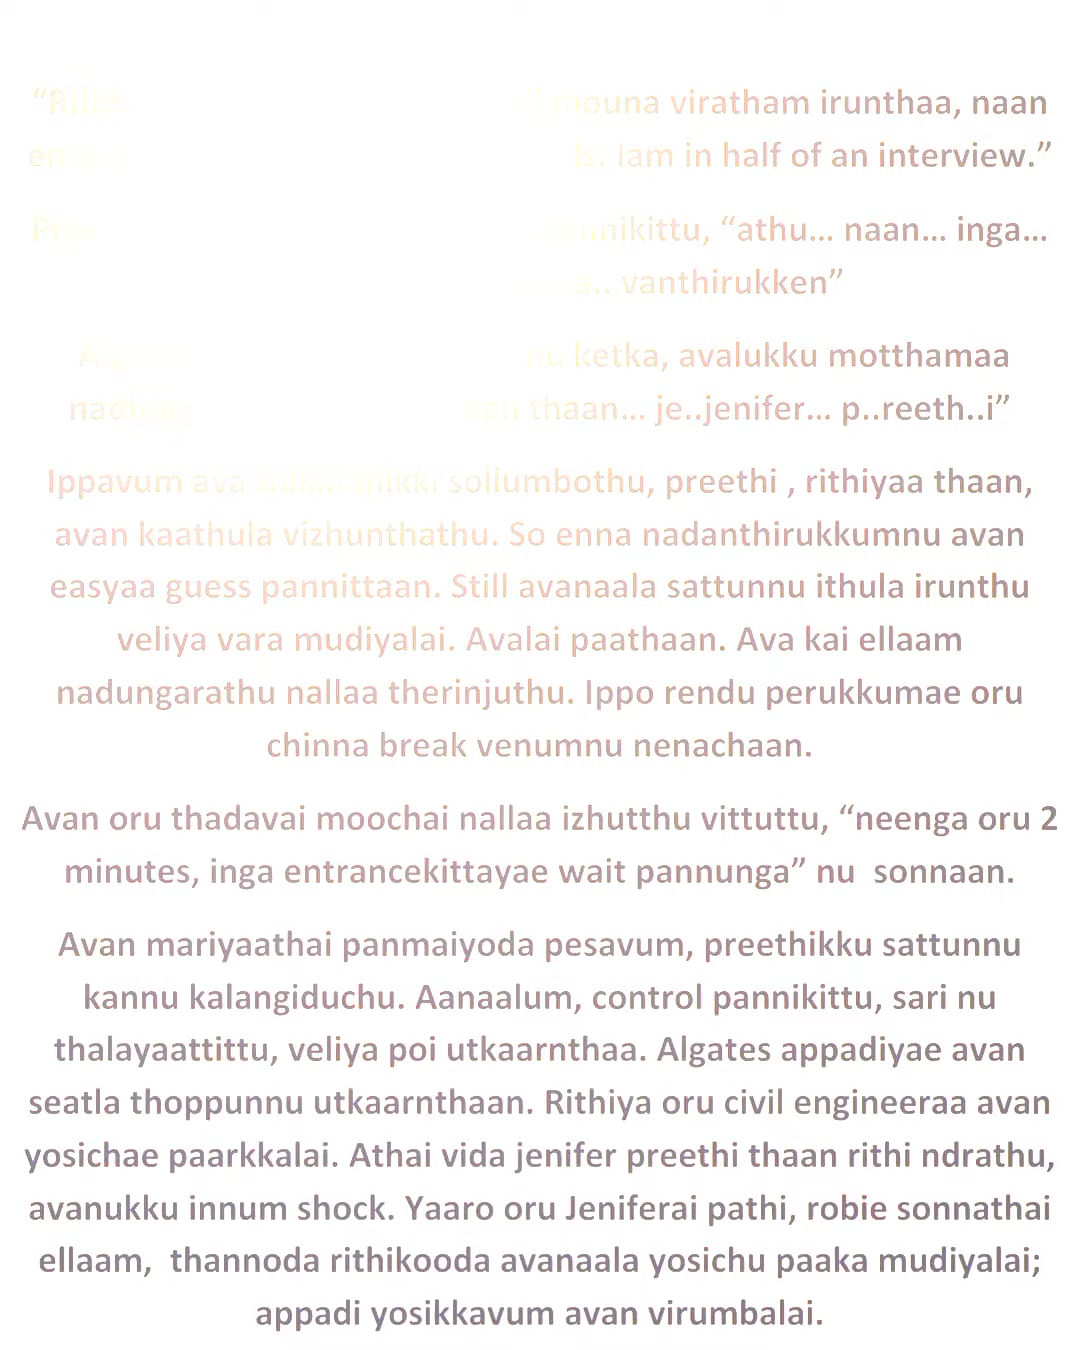 mouna viratham irunthaa, naan
Iam in half of an interview.”
“athu... naan... inga...
vanthirukken”
ketka, avalukku motthamaa
thaan... je..jenifer... p..reeth..i”
Ippavum ava sollumbothu, preethi , rithiyaa thaan,
avan kaathula vizhunthathu. So enna nadanthirukkumnu avan
easyaa guess pannittaan. Still avanaala sattunnu ithula irunthu
veliya vara mudiyalai. Avalai paathaan. Ava kai ellaam
nadungarathu nallaa therinjuthu. Ippo rendu perukkumae oru
chinna break venumnu nenachaan.
Avan oru thadavai moochai nallaa izhutthu vittuttu, “neenga oru 2
minutes, inga entrancekittayae wait pannunga” nu sonnaan.
Avan mariyaathai panmaiyoda pesavum, preethikku sattunnu
kannu kalangiduchu. Aanaalum, control pannikittu, sari nu
thalayaattittu, veliya poi utkaarnthaa. Algates appadiyae avan
seatla thoppunnu utkaarnthaan. Rithiya oru civil engineeraa avan
yosichae paarkkalai. Athai vida jenifer preethi thaan rithi ndrathu,
avanukku innum shock. Yaaro oru Jeniferai pathi, robie sonnathai
ellaam, thannoda rithikooda avanaala yosichu paaka mudiyalai;
appadi yosikkavum avan virumbalai.